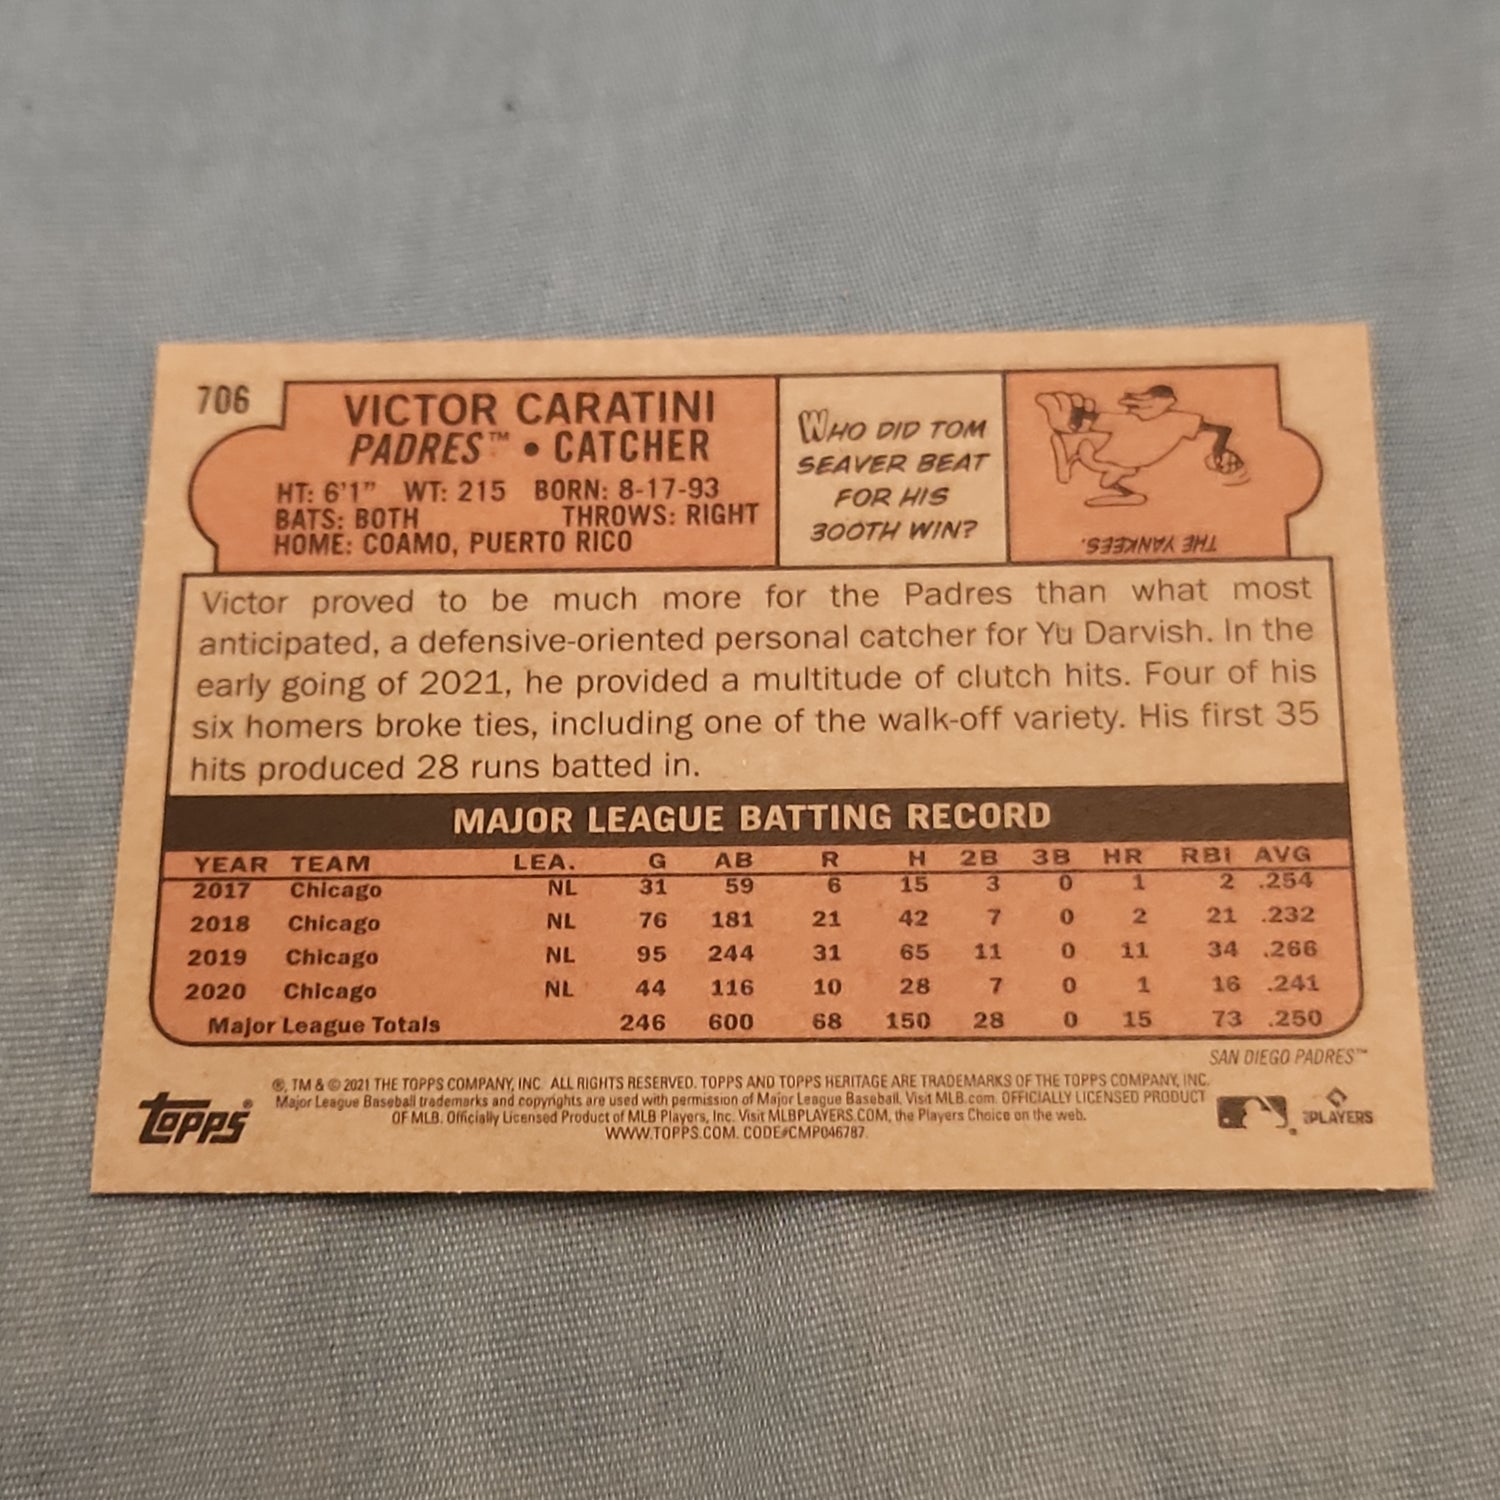 706
VICTOR CARATINI
PADRES™ • CATCHER
HT: 6'1" WT: 215 BORN: 8-17-93
BATS: BOTH THROWS: RIGHT
HOME: COAMO, PUERTO RICO
WHO DID TOM
SEAVER BEAT
FOR HIS
300TH WIN?
THE YANKEES.
Victor proved to be much more for the Padres than what most
anticipated, a defensive-oriented personal catcher for Yu Darvish. In the
early going of 2021, he provided a multitude of clutch hits. Four of his
six homers broke ties, including one of the walk-off variety. His first 35
hits produced 28 runs batted in.
MAJOR LEAGUE BATTING RECORD
YEAR TEAM LEA. G AB R H 2B 3B HR RBI AVG
2017 Chicago NL 31 59 6 15 3 0 1 2 .254
2018 Chicago NL 76 181 21 42 7 0 2 21 .232
2019 Chicago NL 95 244 31 65 11 0 11 34 .266
2020 Chicago NL 44 116 10 28 7 0 1 16 .241
Major League Totals 246 600 68 150 28 0 15 73 .250
SAN DIEGO PADRES™
®, TM & © 2021 THE TOPPS COMPANY, INC. ALL RIGHTS RESERVED. TOPPS AND TOPPS HERITAGE ARE TRADEMARKS OF THE TOPPS COMPANY, INC.
Major League Baseball trademarks and copyrights are used with permission of Major League Baseball. Visit MLB.com. OFFICIALLY LICENSED PRODUCT
OF MLB. Officially Licensed Product of MLB Players, Inc. Visit MLBPLAYERS.COM, the Players Choice on the web.
WWW.TOPPS.COM. CODE#CMP046787.
TOPPS®
PLAYERS